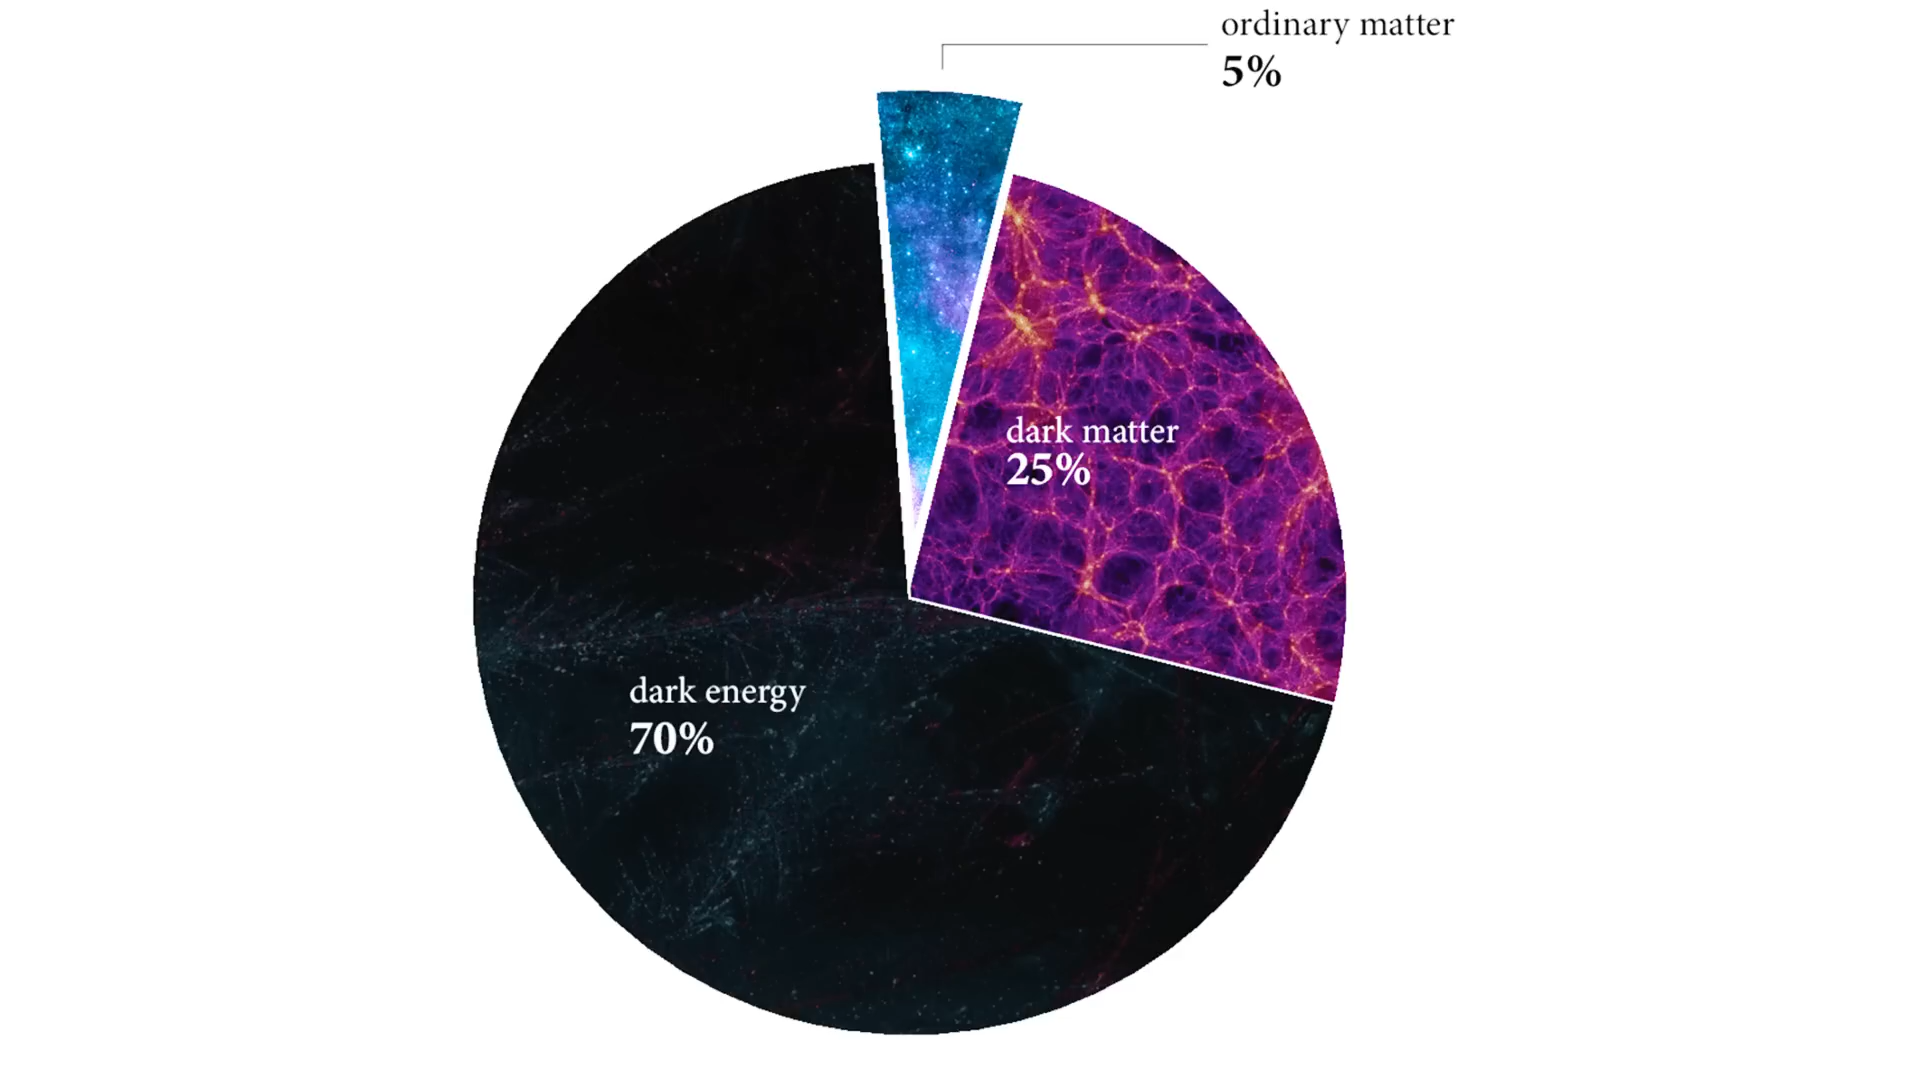 ordinary matter
5%
dark matter
25%
dark energy
70%